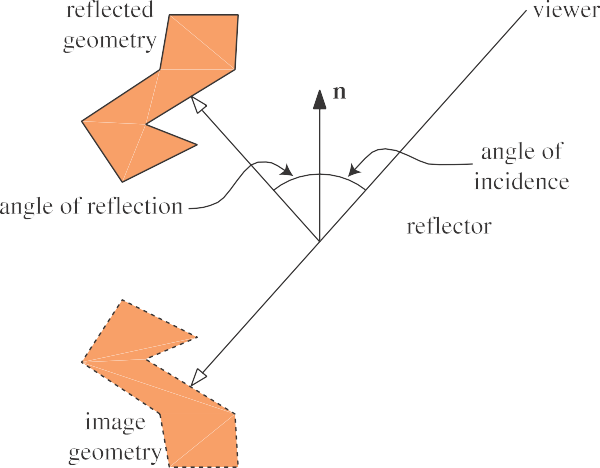 reflected
geometry
viewer
n
angle of
incidence
angle of reflection
reflector
image
geometry